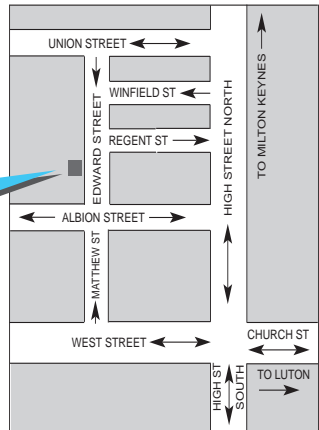 UNION STREET
WINFIELD ST
REGENT ST
EDWARD STREET
HIGH STREET NORTH
TO MILTON KEYNES
ALBION STREET
MATTHEW ST
WEST STREET
CHURCH ST
HIGH ST
SOUTH
TO LUTON